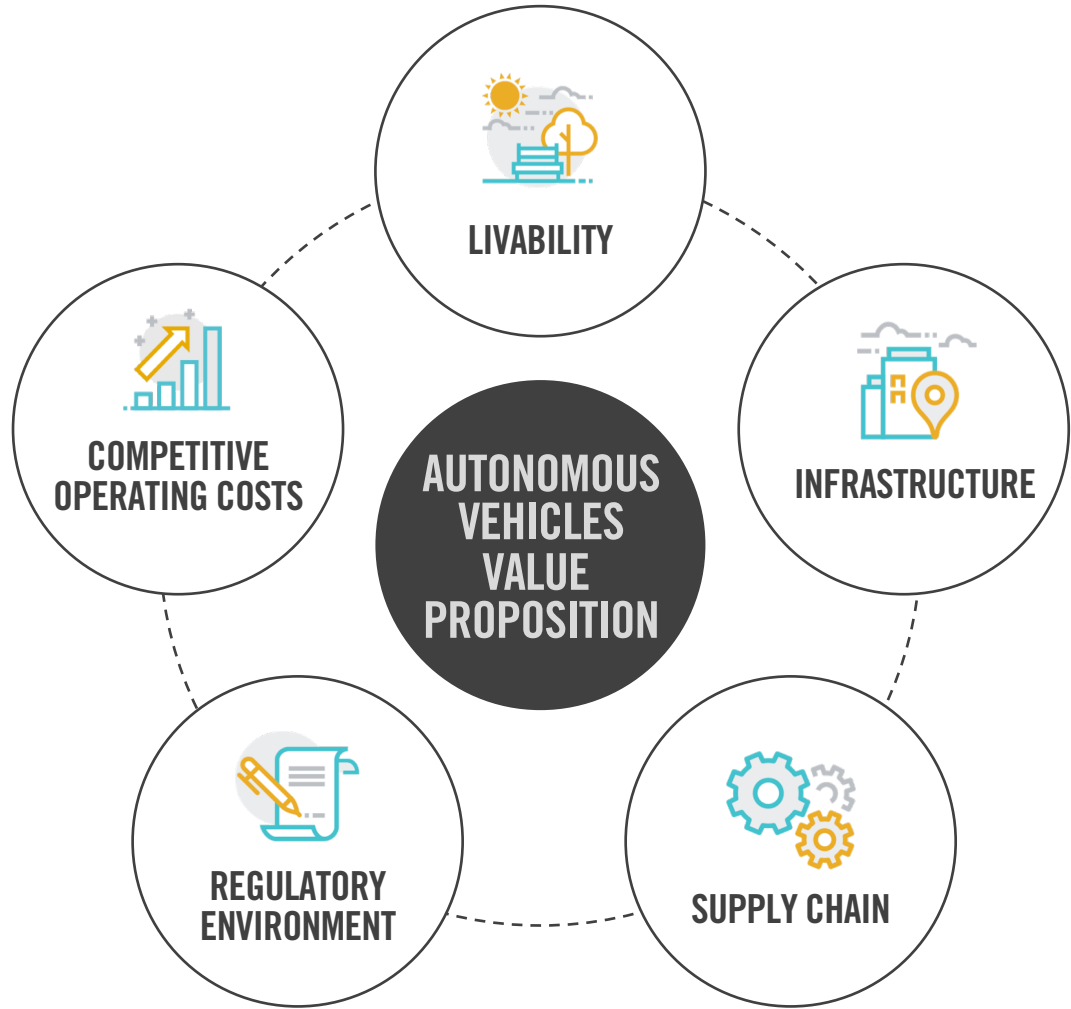 LIVABILITY
INFRASTRUCTURE
SUPPLY CHAIN
REGULATORY
ENVIRONMENT
COMPETITIVE
OPERATING COSTS
AUTONOMOUS
VEHICLES
VALUE
PROPOSITION